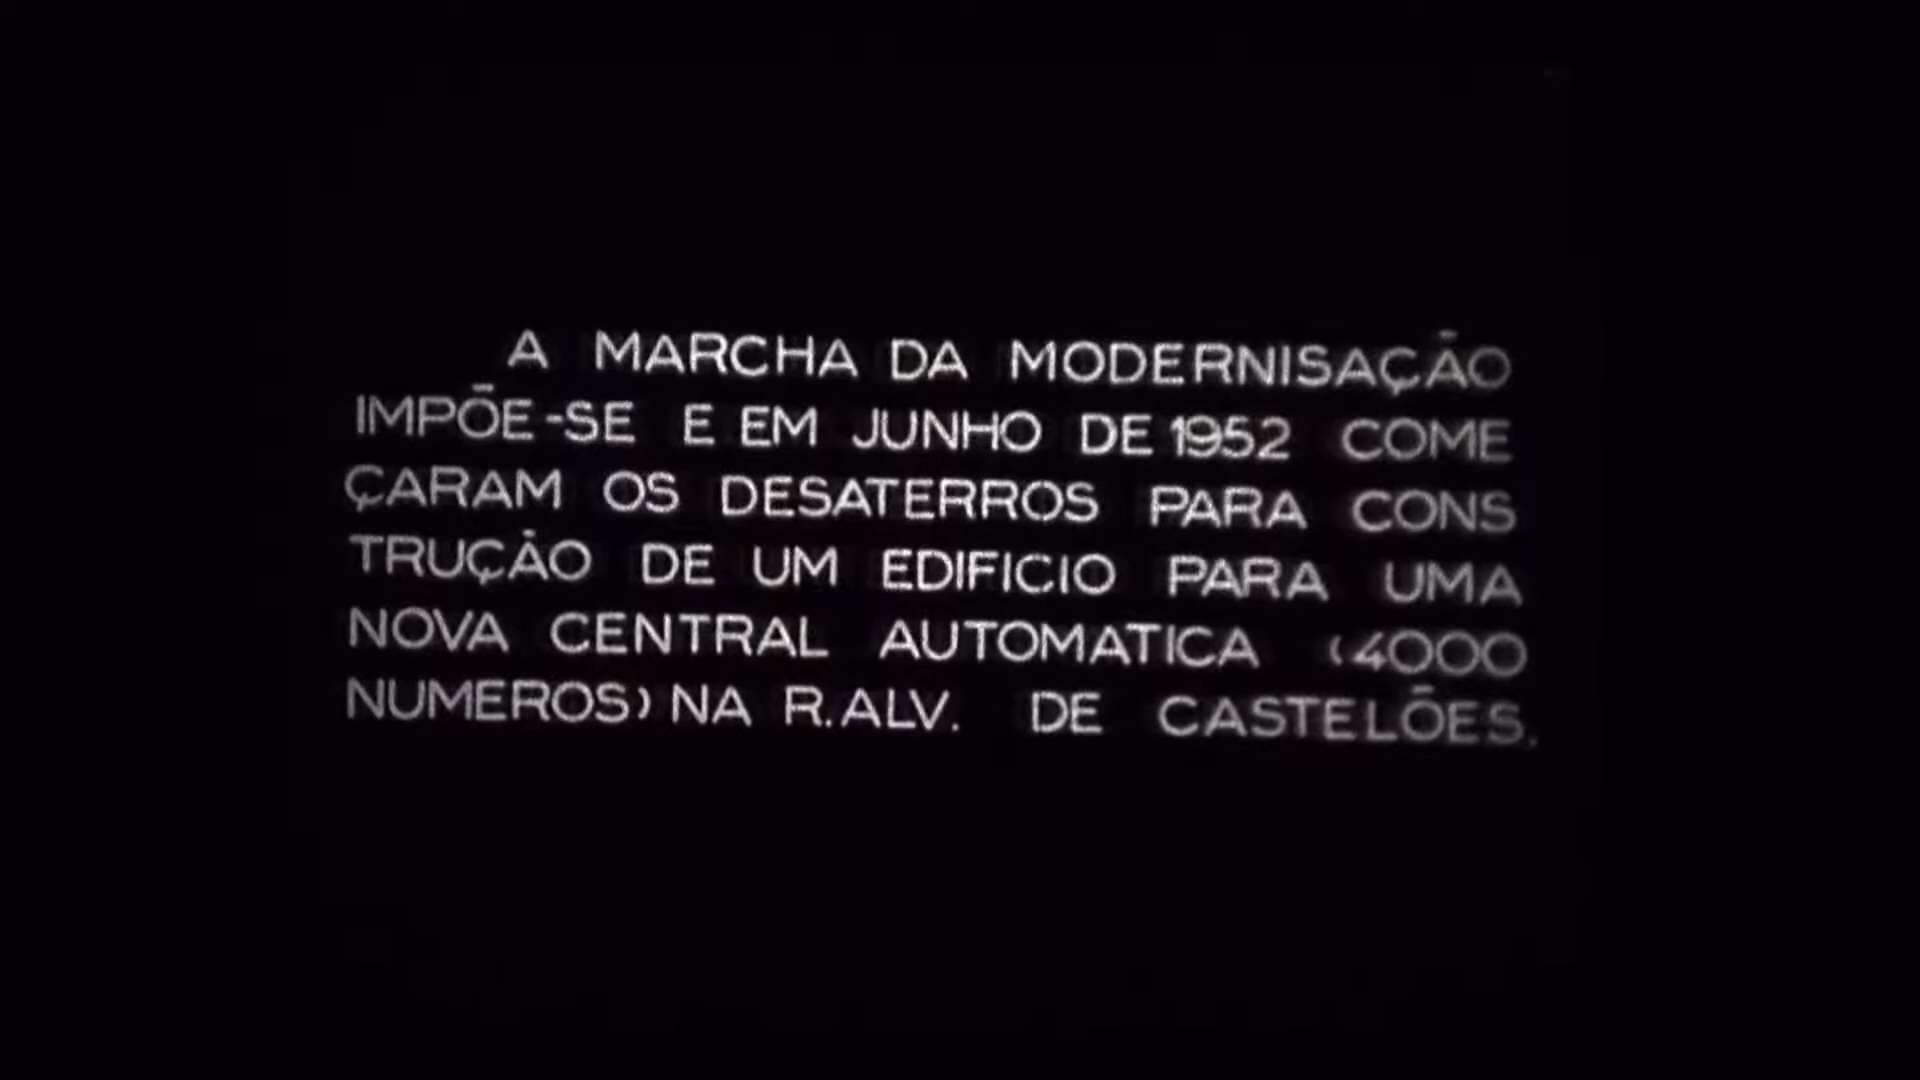 A MARCHA DA MODERNISAÇÃO
IMPÕE-SE E EM JUNHO DE 1952 COME
ÇARAM OS DESATERROS PARA CONS
TRUÇÃO DE UM EDIFICIO PARA UMA
NOVA CENTRAL AUTOMATICA (4000
NUMEROS) NA R. ALV. DE CASTELÕES.